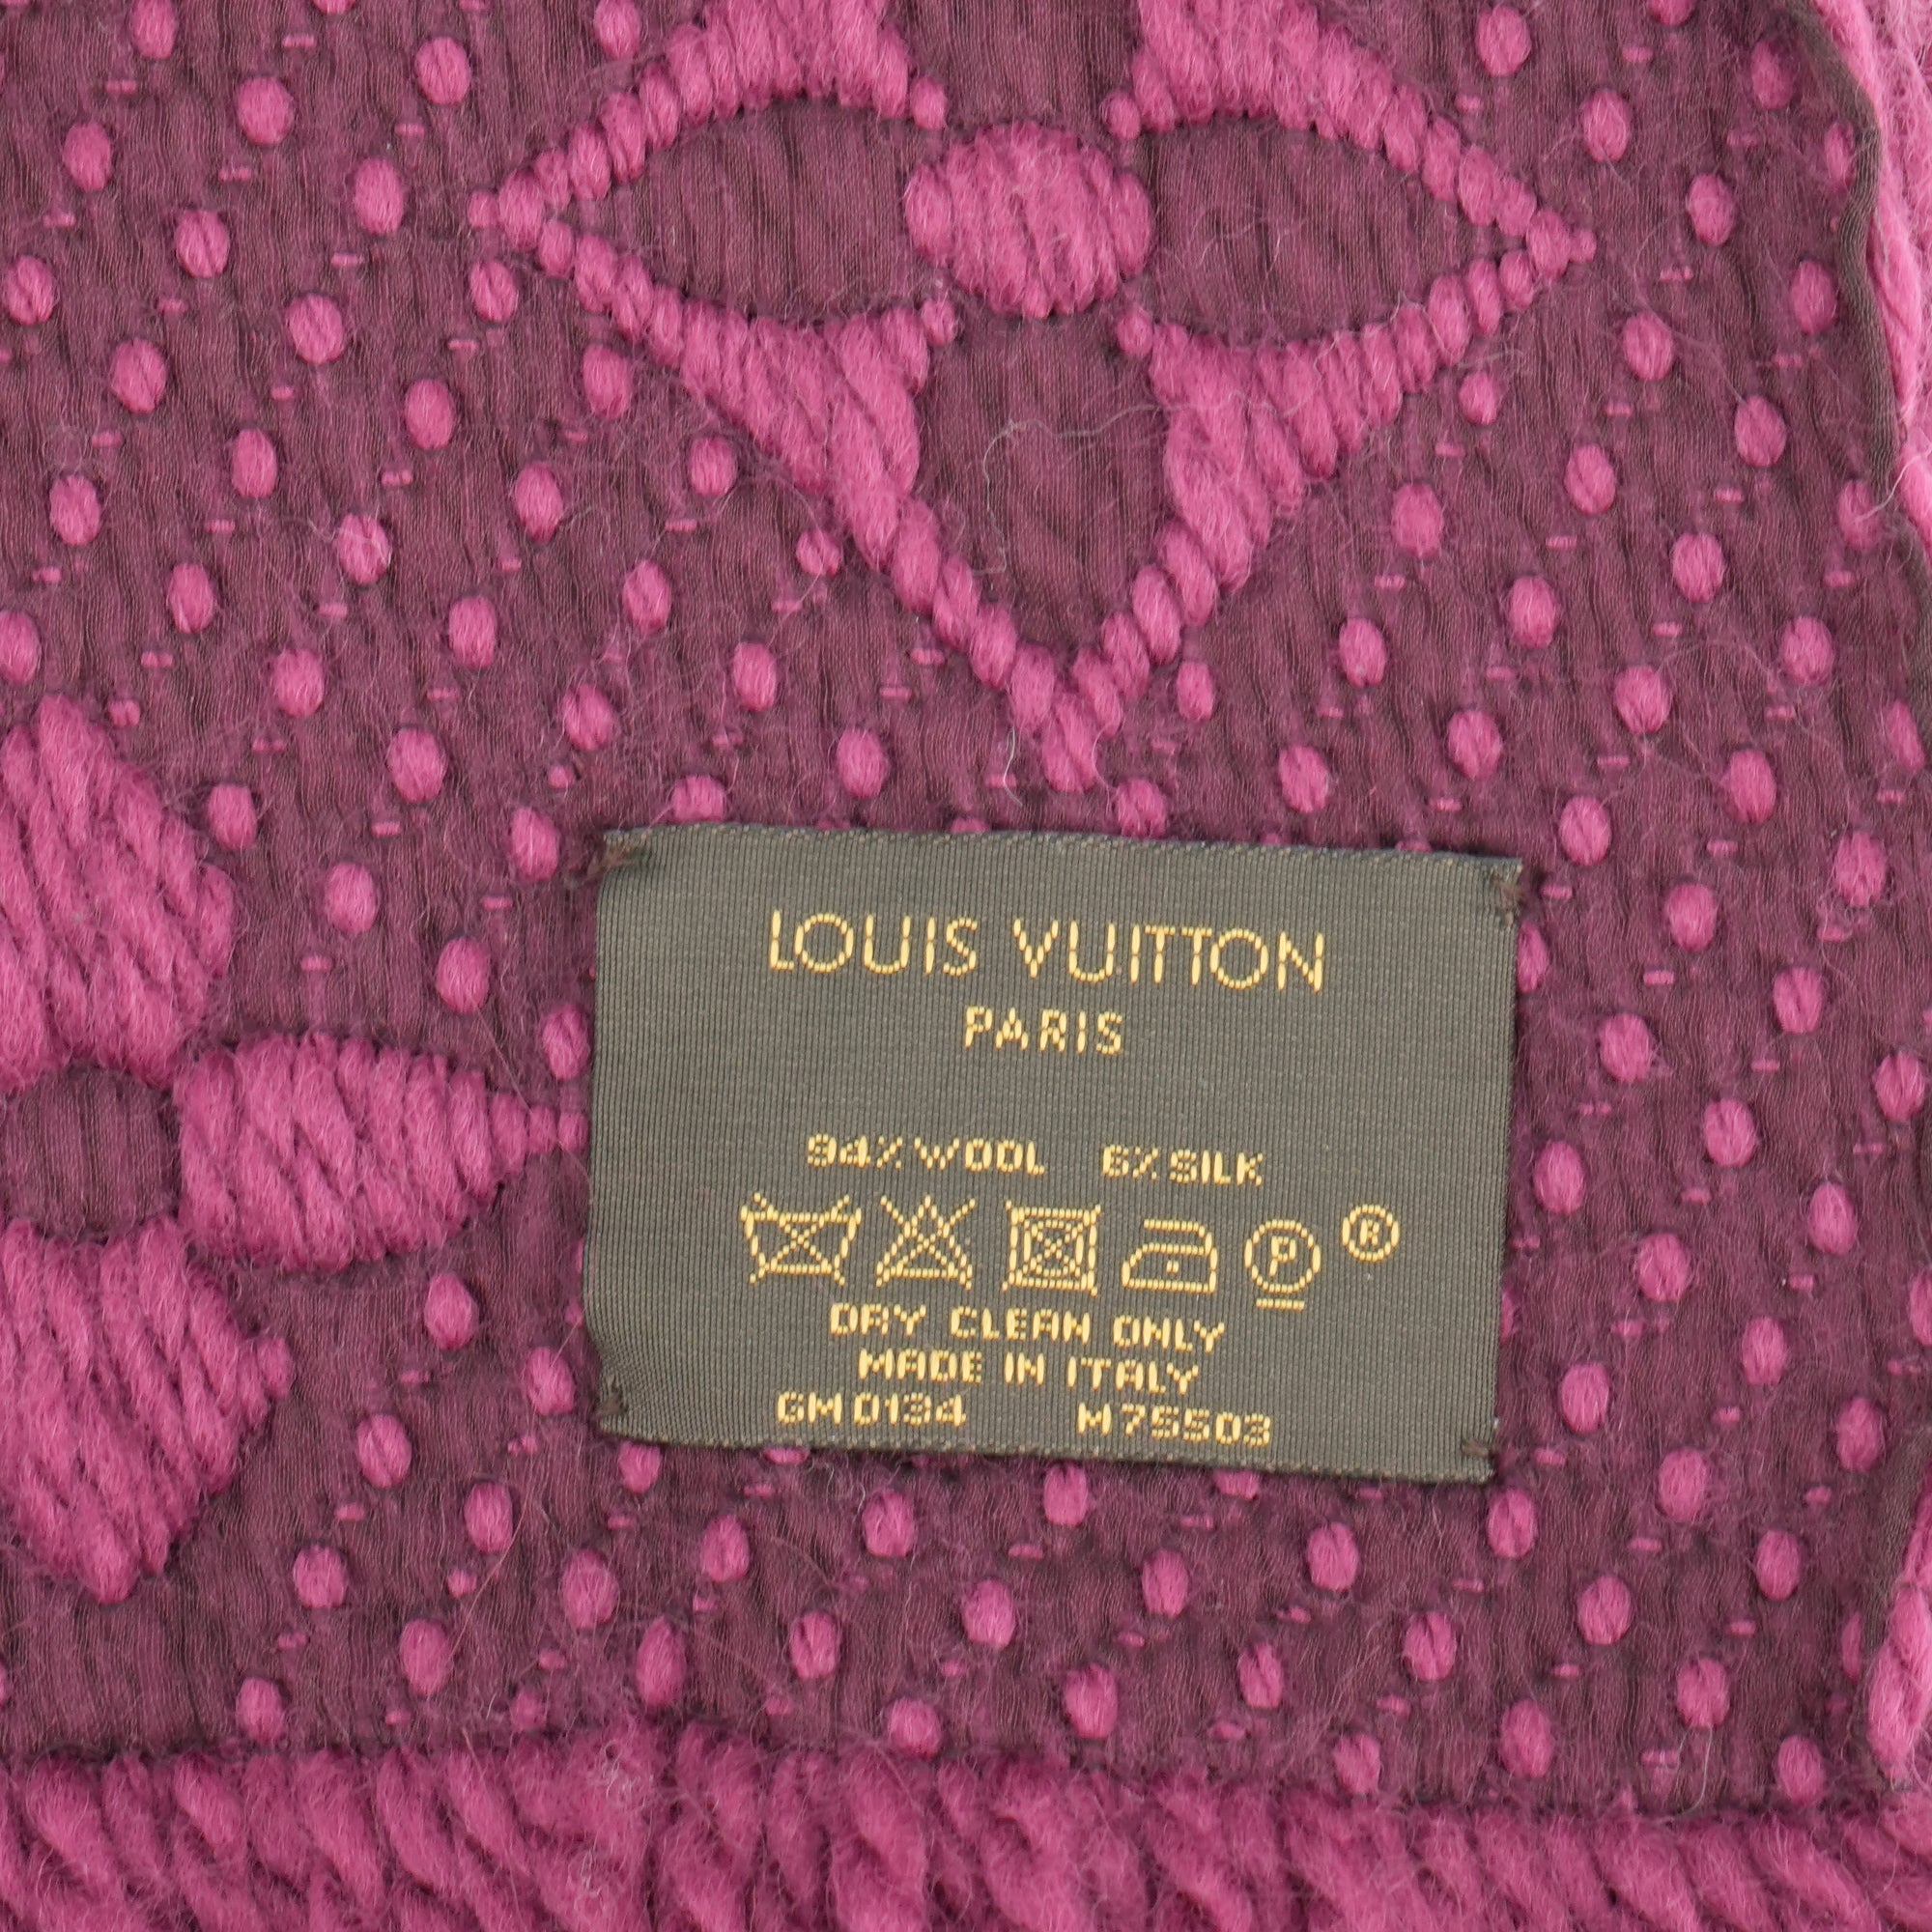 LOUIS VUITTON
PARIS
94% WOOL 6% SILK
P ®
DRY CLEAN ONLY
MADE IN ITALY
GM0134 M75503